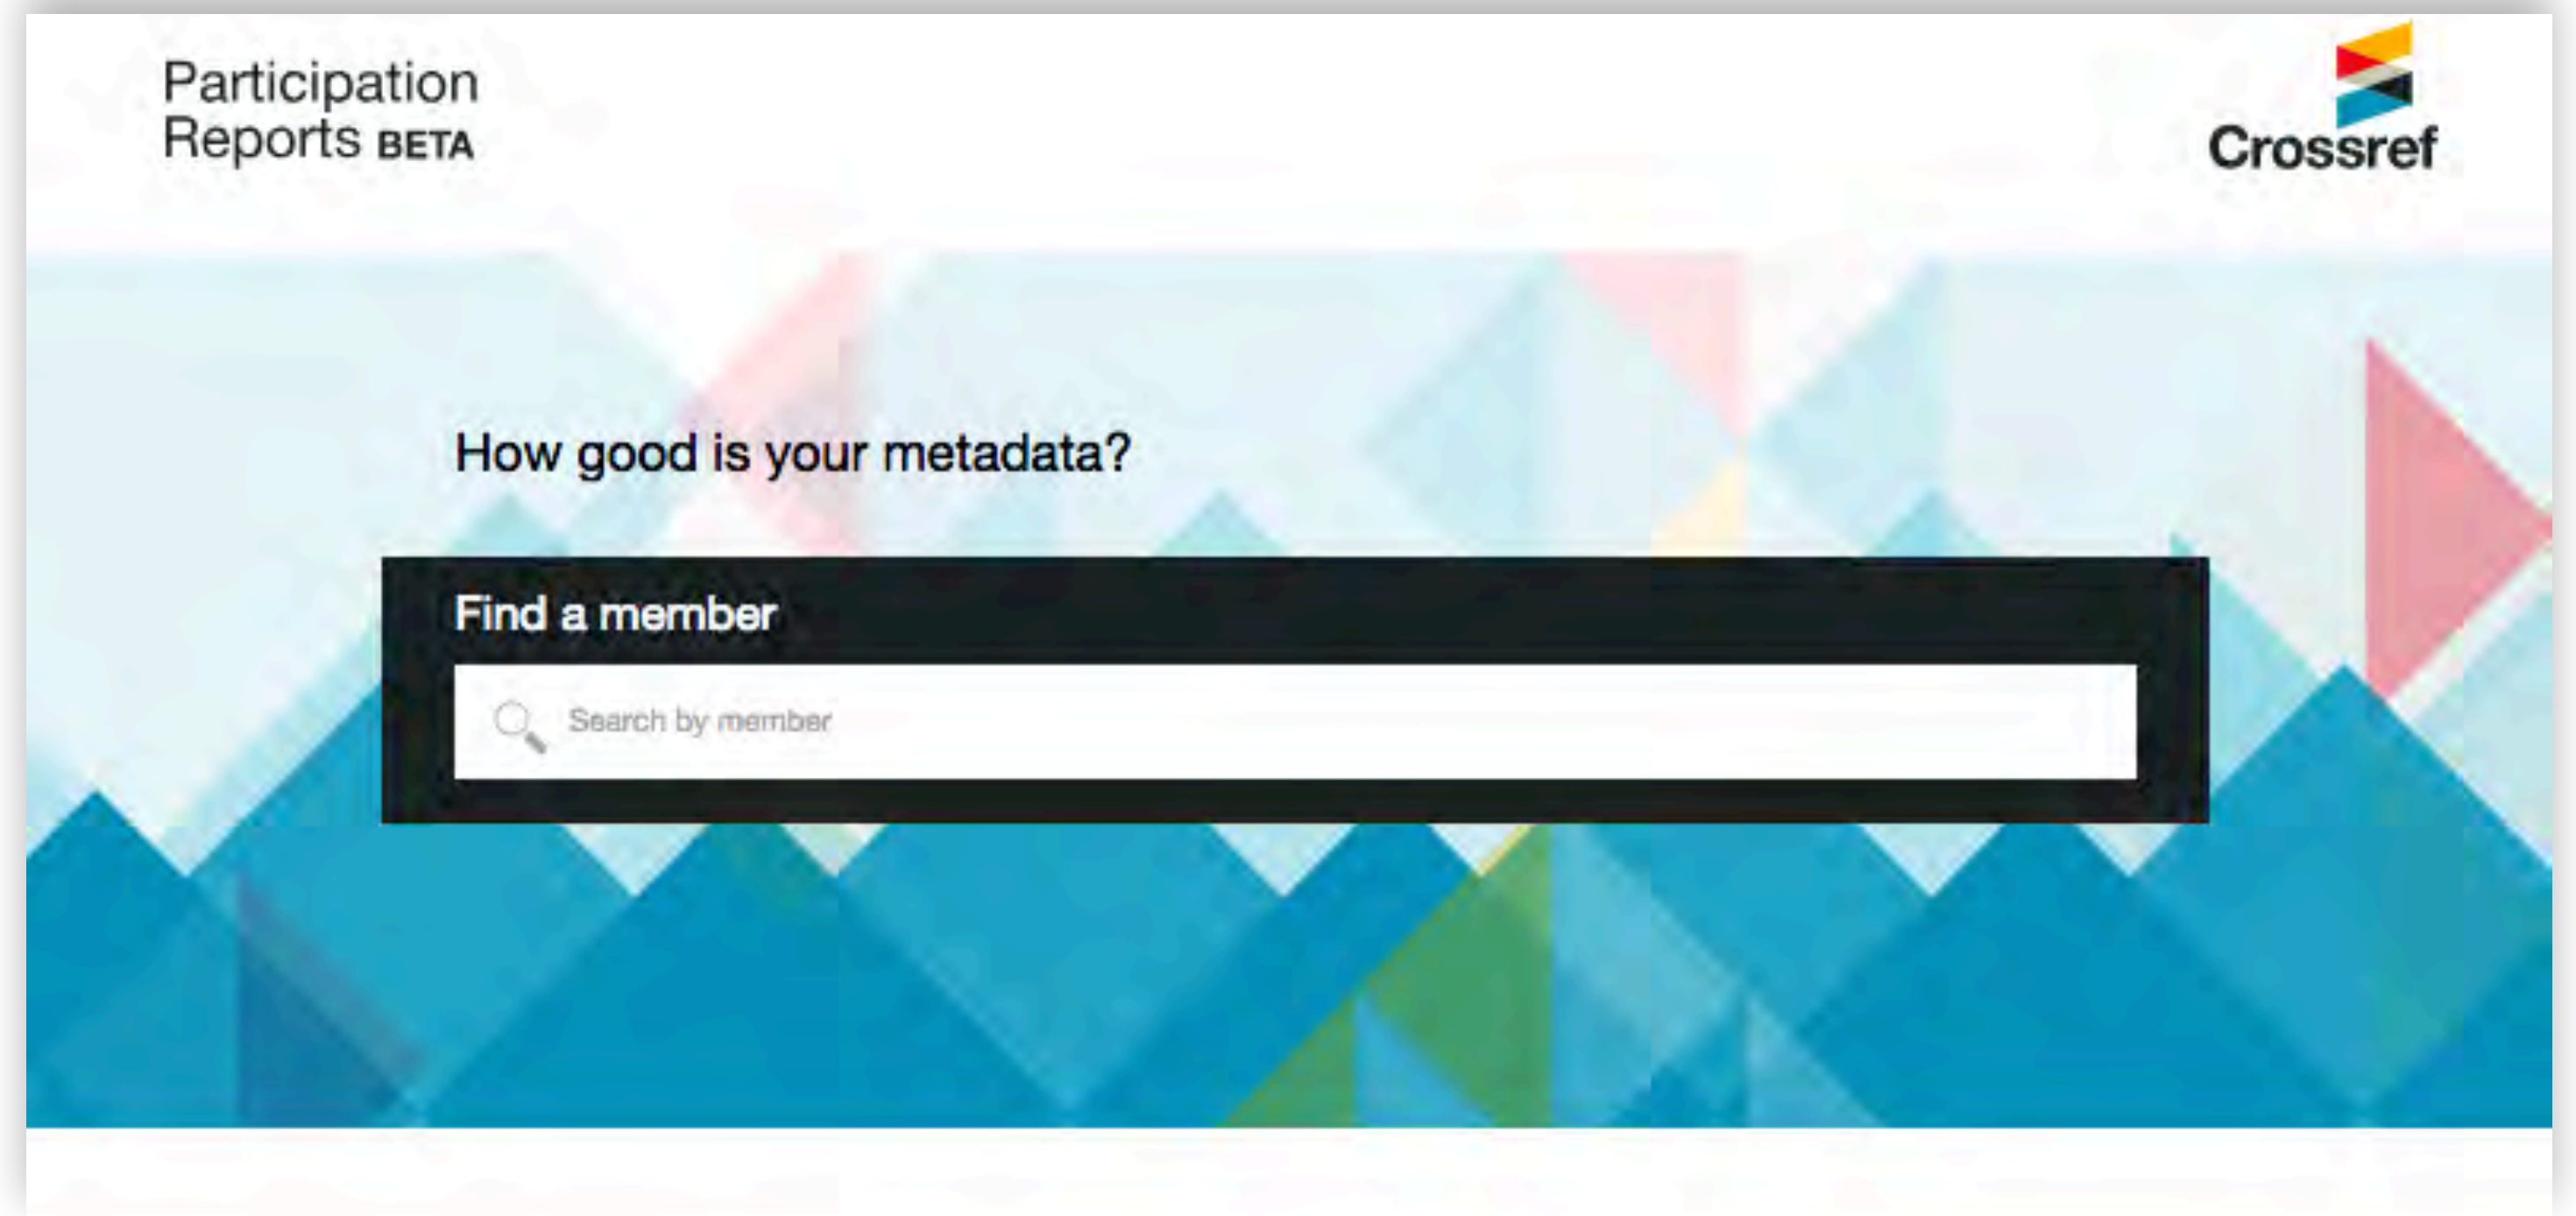 Participation
Reports BETA
Crossref
How good is your metadata?
Find a member
Search by member